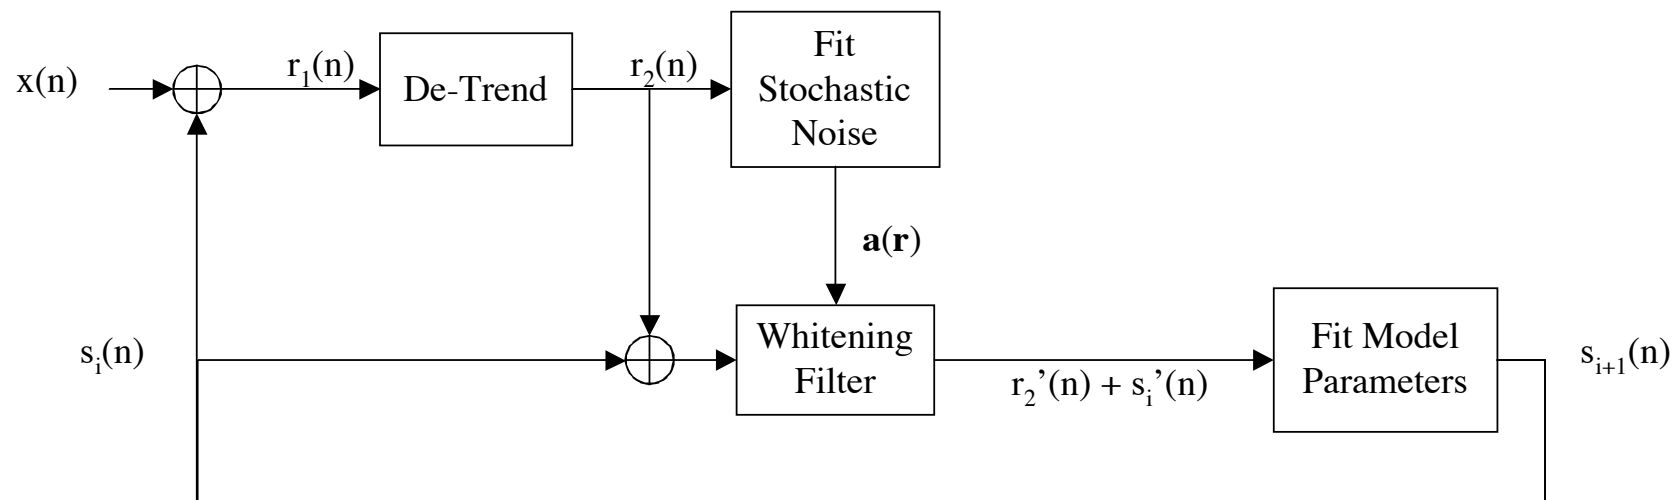 x(n)
r₁(n)
De-Trend
r₂(n)
Fit
Stochastic
Noise
a(r)
sᵢ(n)
Whitening
Filter
r₂’(n) + sᵢ’(n)
Fit Model
Parameters
sᵢ₊₁(n)